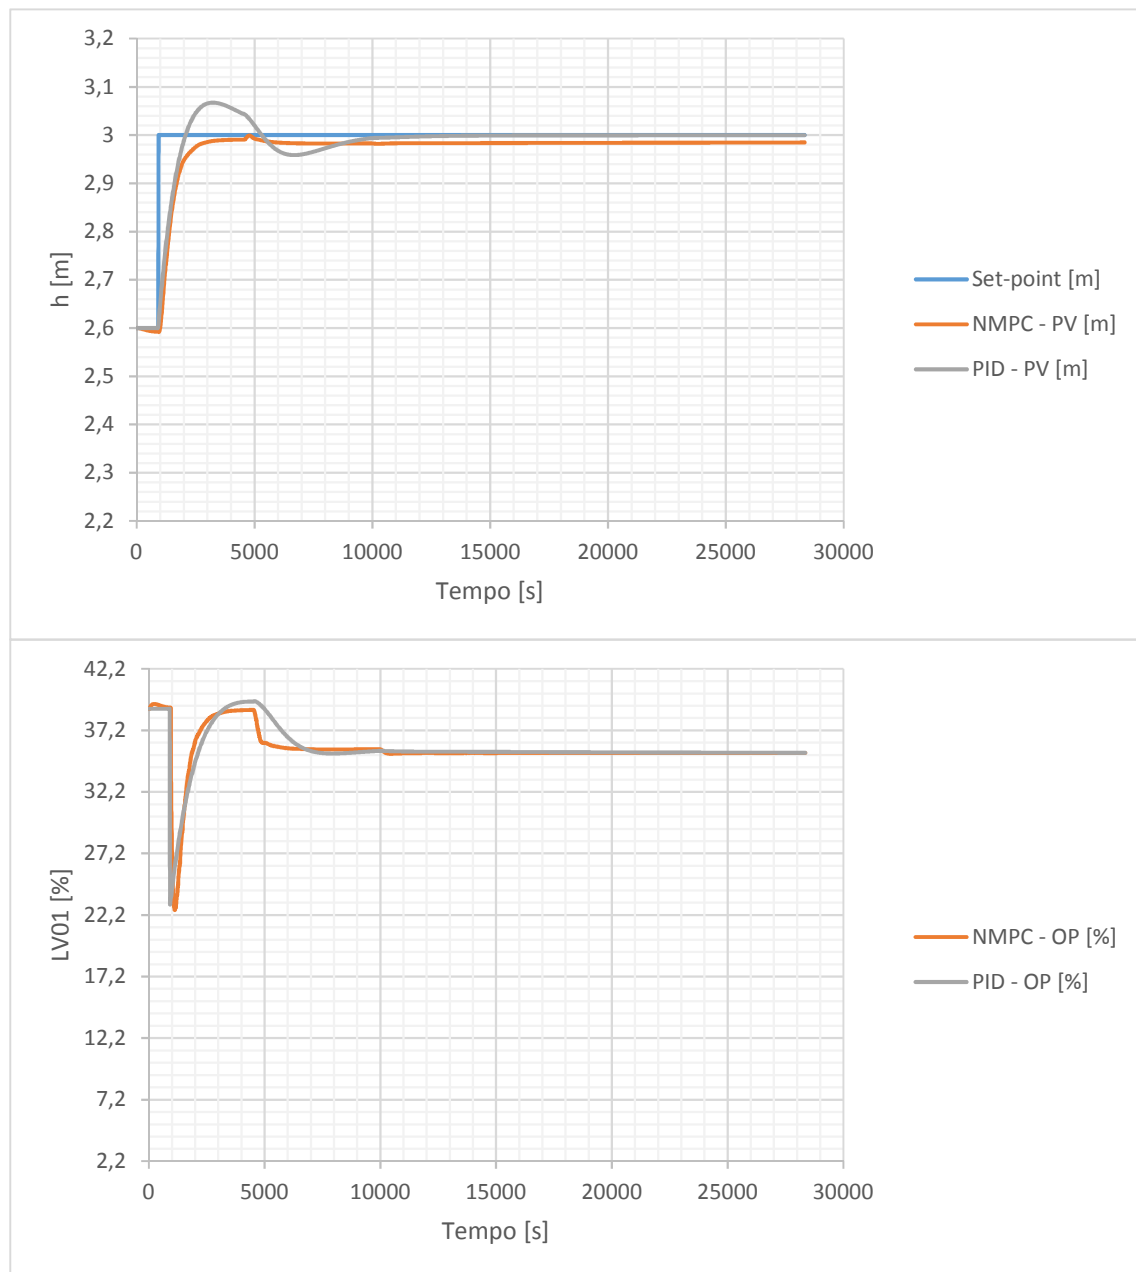 3,2
3,1
3
2,9
2,8
2,7
2,6
2,5
2,4
2,3
2,2
h [m]
0 5000 10000 15000 20000 25000 30000
Tempo [s]
Set-point [m]
NMPC - PV [m]
PID - PV [m]
42,2
37,2
32,2
27,2
22,2
17,2
12,2
7,2
2,2
LV01 [%]
0 5000 10000 15000 20000 25000 30000
Tempo [s]
NMPC - OP [%]
PID - OP [%]